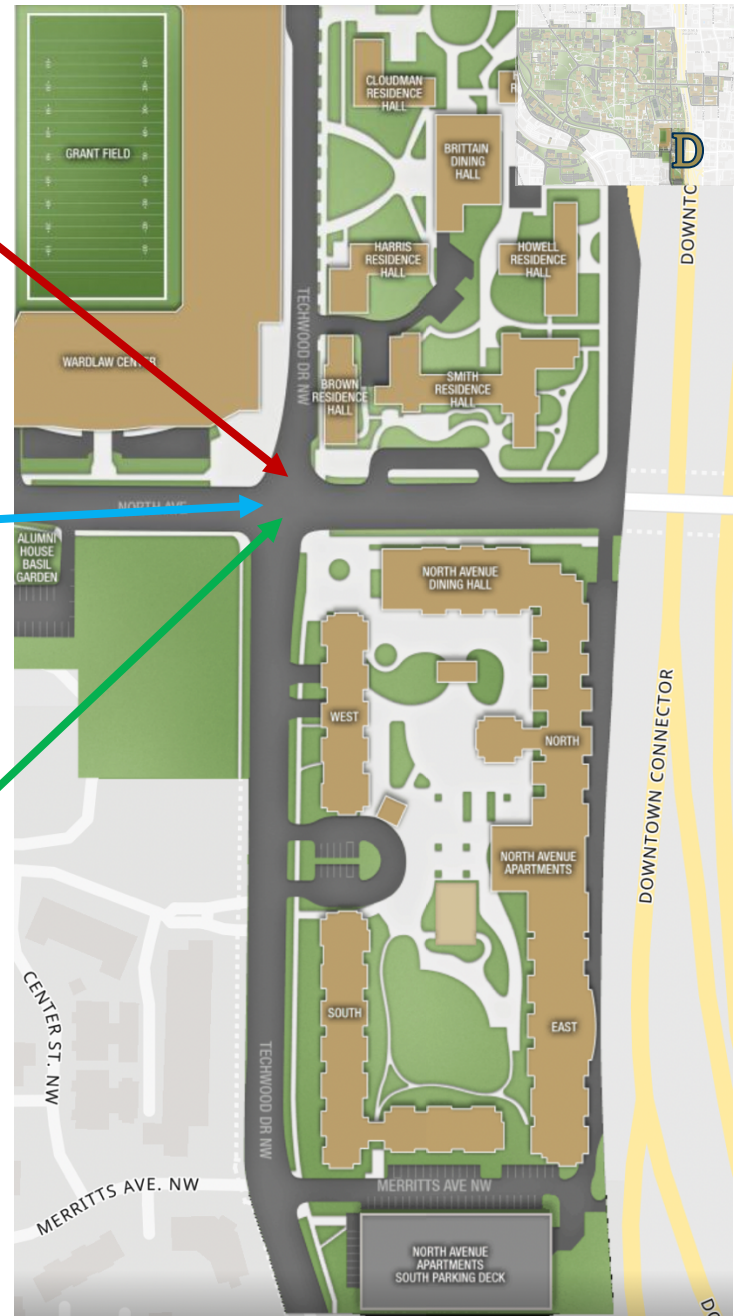 CLOUDMAN
RESIDENCE
HALL
D
GRANT FIELD
BRITTAIN
DINING
HALL
HARRIS
RESIDENCE
HALL
HOWELL
RESIDENCE
HALL
TECHWOOD DR NW
WARDLAW CENTER
BROWN
RESIDENCE
HALL
SMITH
RESIDENCE
HALL
NORTH AVE
ALUMNI
HOUSE
BASIL
GARDEN
NORTH AVENUE
DINING HALL
WEST
NORTH
DOWNTOWN CONNECTOR
NORTH AVENUE
APARTMENTS
CENTER ST. NW
SOUTH
EAST
TECHWOOD DR NW
MERRITTS AVE. NW
MERRITTS AVE NW
NORTH AVENUE
APARTMENTS
SOUTH PARKING DECK